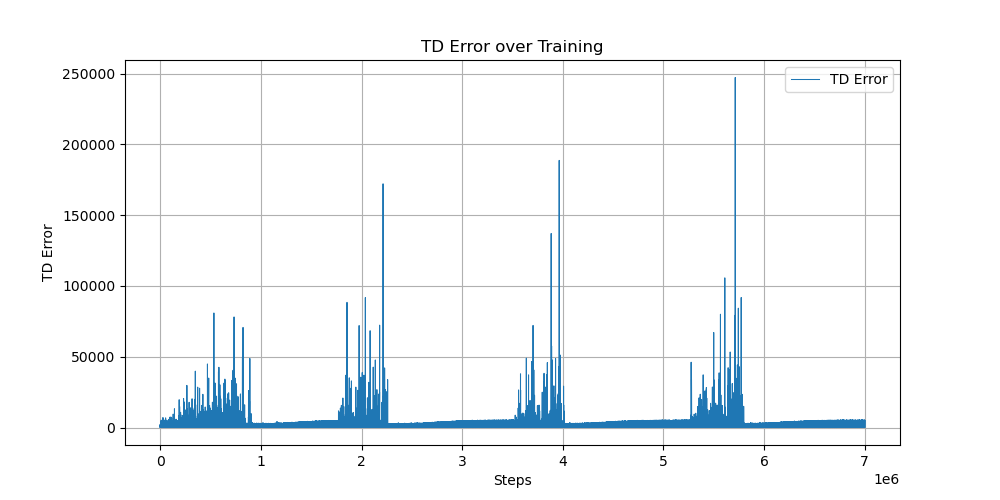 TD Error over Training
TD Error
250000
200000
150000
100000
50000
0
TD Error
0 1 2 3 4 5 6 7
1e6
Steps